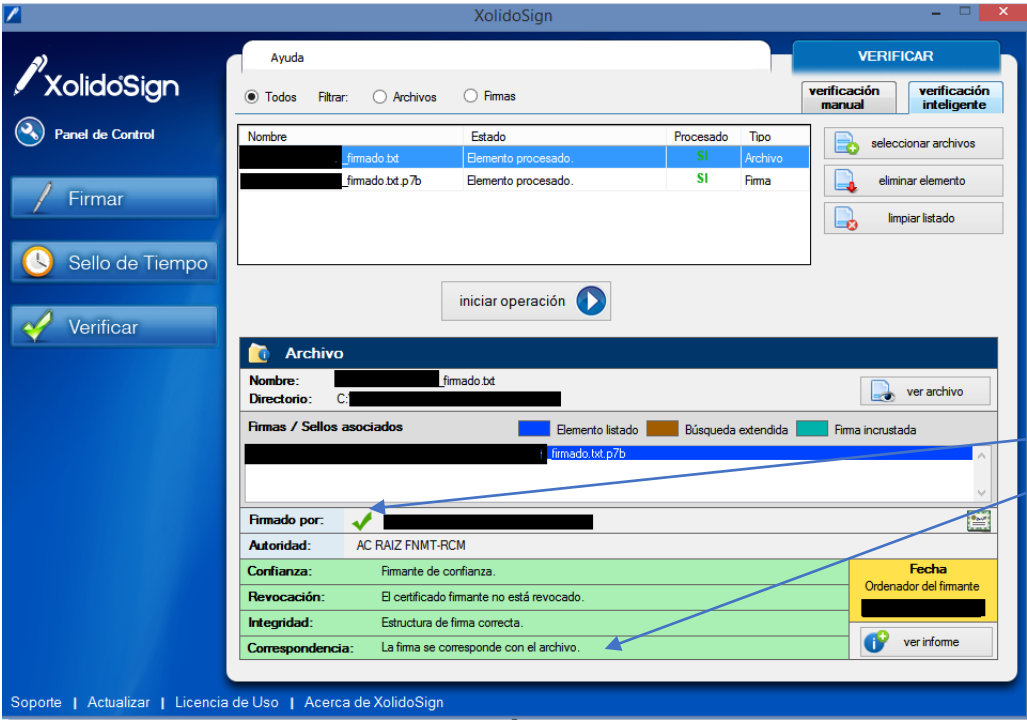 XolidoSign
XolidoSign
Panel de Control
Firmar
Sello de Tiempo
Verificar
Ayuda
VERIFICAR
Todos Filtrar: Archivos Firmas
verificación manual
verificación inteligente
Nombre Estado Procesado Tipo
_firmado.txt Elemento procesado. SI Archivo
_firmado.txt.p7b Elemento procesado. SI Firma
seleccionar archivos
eliminar elemento
limpiar listado
iniciar operación
Archivo
Nombre: _firmado.txt
Directorio: C:
ver archivo
Firmas / Sellos asociados Elemento listado Búsqueda extendida Firma incrustada
_firmado.txt.p7b
Firmado por:
Autoridad: AC RAIZ FNMT-RCM
Confianza: Firmante de confianza.
Revocación: El certificado firmante no está revocado.
Integridad: Estructura de firma correcta.
Correspondencia: La firma se corresponde con el archivo.
Fecha
Ordenador del firmante
ver informe
Soporte | Actualizar | Licencia de Uso | Acerca de XolidoSign